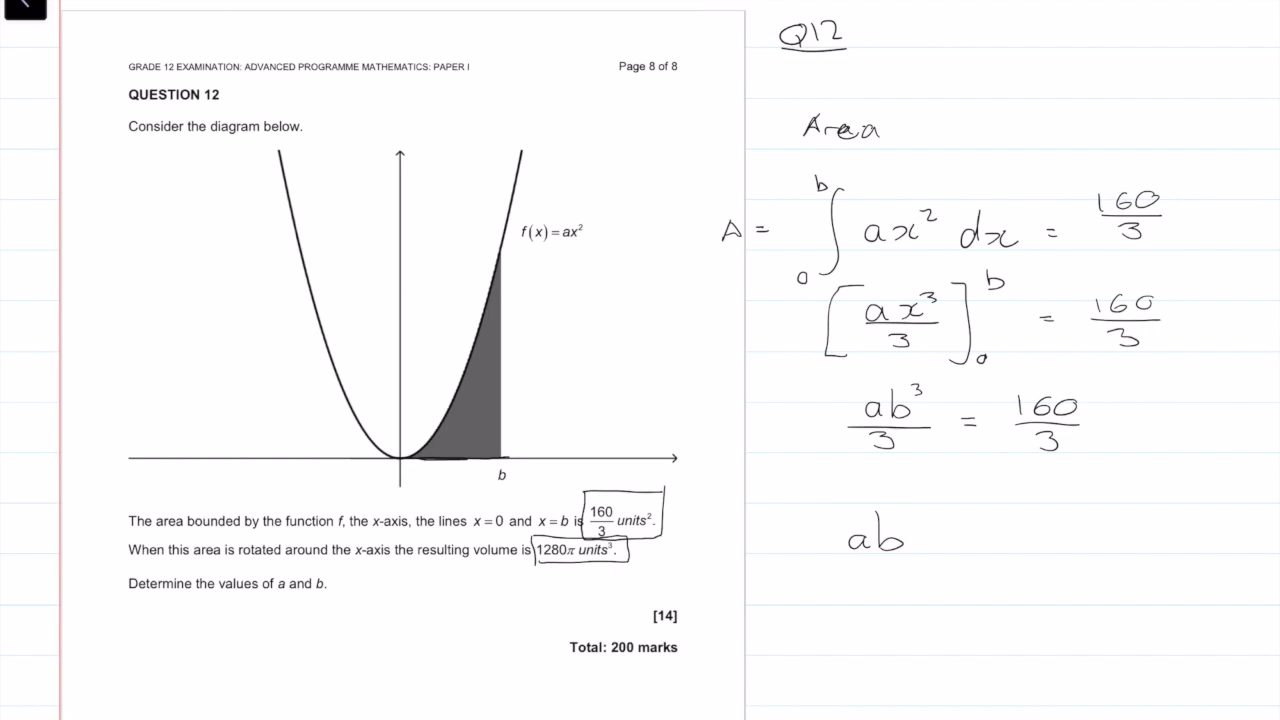 GRADE 12 EXAMINATION: ADVANCED PROGRAMME MATHEMATICS: PAPER I Page 8 of 8
QUESTION 12
Consider the diagram below.
f(x)=ax²
b
The area bounded by the function f, the x-axis, the lines x=0 and x=b is 160/3 units².
When this area is rotated around the x-axis the resulting volume is 1280π units³.
Determine the values of a and b.
[14]
Total: 200 marks
Q12
Area
A = ∫₀ᵇ ax² dx = 160/3
[ax³/3]₀ᵇ = 160/3
ab³/3 = 160/3
ab